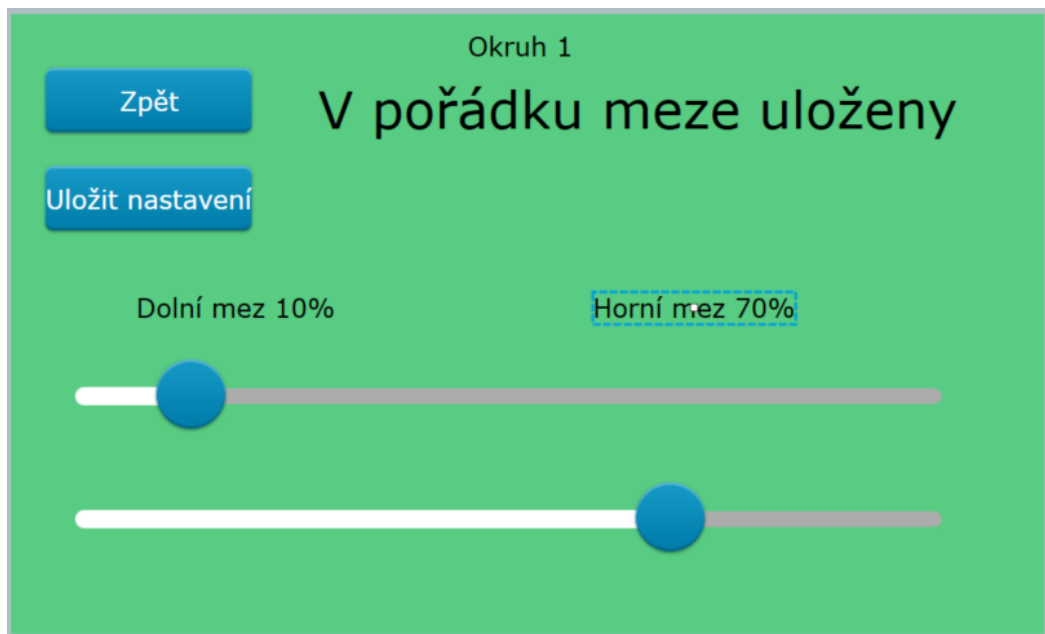 Okruh 1
Zpět
V pořádku meze uloženy
Uložit nastavení
Dolní mez 10%
Horní mez 70%